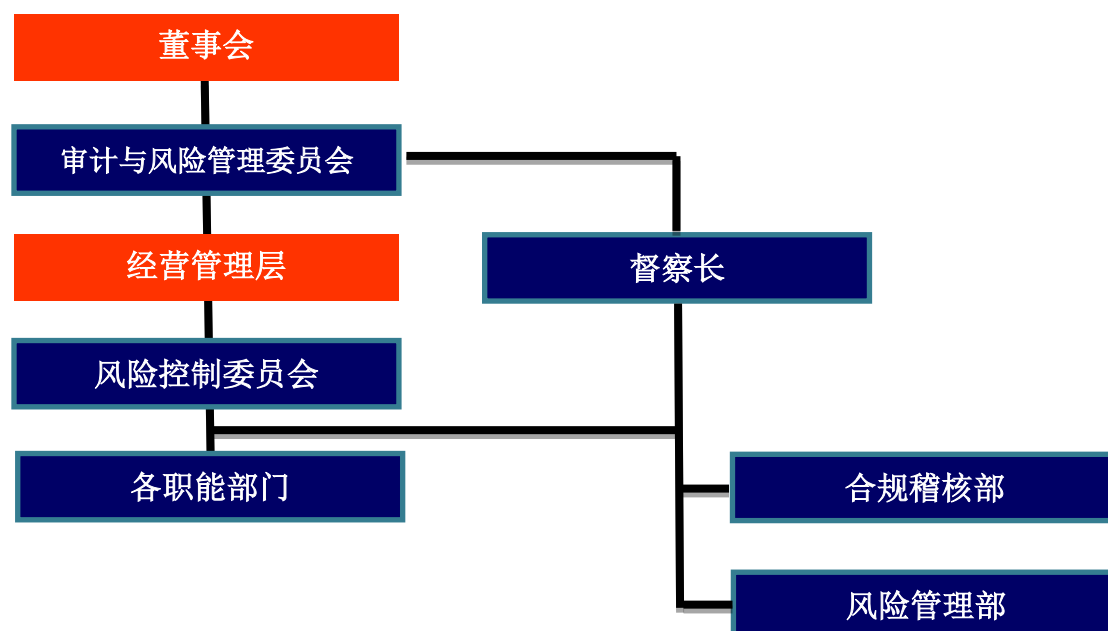 董事会
审计与风险管理委员会
经营管理层
督察长
风险控制委员会
各职能部门
合规稽核部
风险管理部